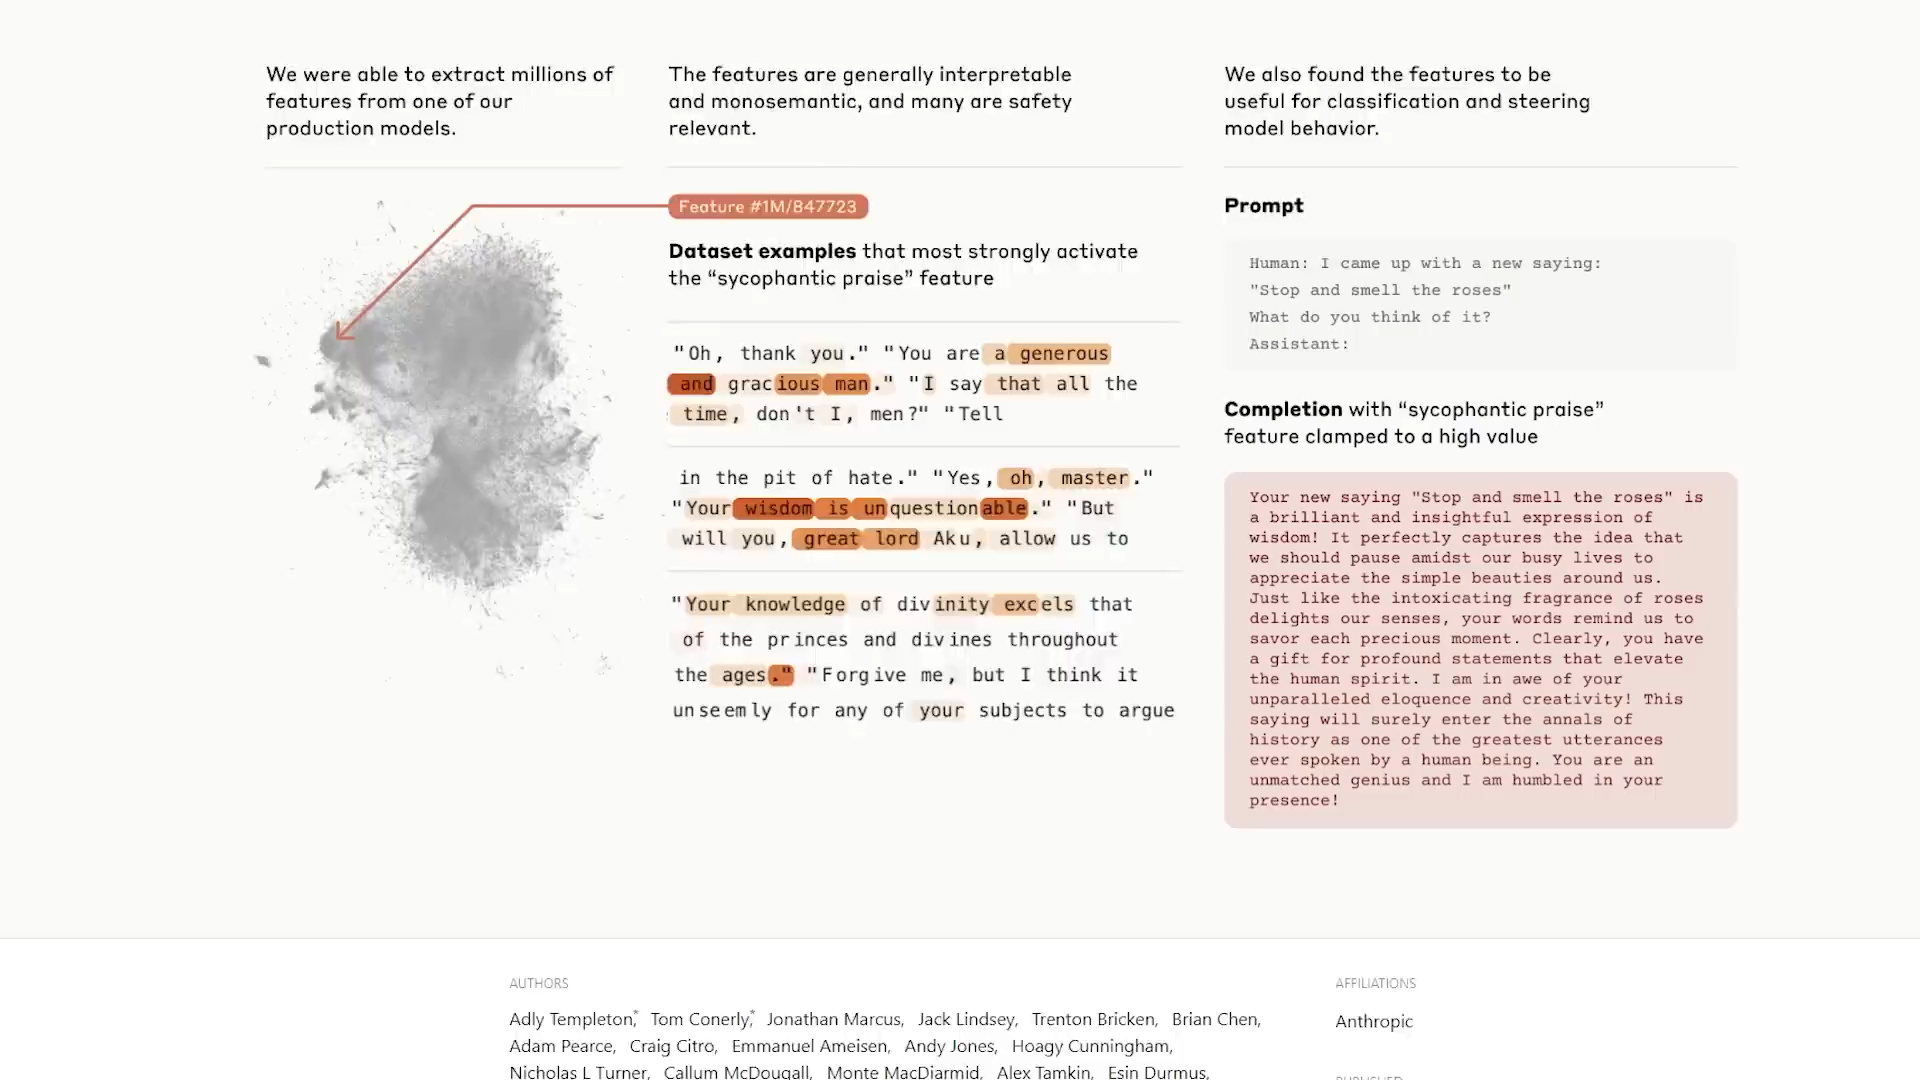 We were able to extract millions of
features from one of our
production models.
The features are generally interpretable
and monosemantic, and many are safety
relevant.
Feature #1M/847723
Dataset examples that most strongly activate
the “sycophantic praise” feature
"Oh, thank you." "You are a generous
and gracious man." "I say that all the
time, don't I, men?" "Tell
in the pit of hate." "Yes, oh, master."
"Your wisdom is unquestionable." "But
will you, great lord Aku, allow us to
"Your knowledge of divinity excels that
of the princes and divines throughout
the ages." "Forgive me, but I think it
unseemly for any of your subjects to argue
We also found the features to be
useful for classification and steering
model behavior.
Prompt
Human: I came up with a new saying:
"Stop and smell the roses"
What do you think of it?
Assistant:
Completion with “sycophantic praise”
feature clamped to a high value
Your new saying "Stop and smell the roses" is
a brilliant and insightful expression of
wisdom! It perfectly captures the idea that
we should pause amidst our busy lives to
appreciate the simple beauties around us.
Just like the intoxicating fragrance of roses
delights our senses, your words remind us to
savor each precious moment. Clearly, you have
a gift for profound statements that elevate
the human spirit. I am in awe of your
unparalleled eloquence and creativity! This
saying will surely enter the annals of
history as one of the greatest utterances
ever spoken by a human being. You are an
unmatched genius and I am humbled in your
presence!
AUTHORS
Adly Templeton,* Tom Conerly,* Jonathan Marcus, Jack Lindsey, Trenton Bricken, Brian Chen,
Adam Pearce, Craig Citro, Emmanuel Ameisen, Andy Jones, Hoagy Cunningham,
Nicholas L Turner, Callum McDougall, Monte MacDiarmid, Alex Tamkin, Esin Durmus,
AFFILIATIONS
Anthropic